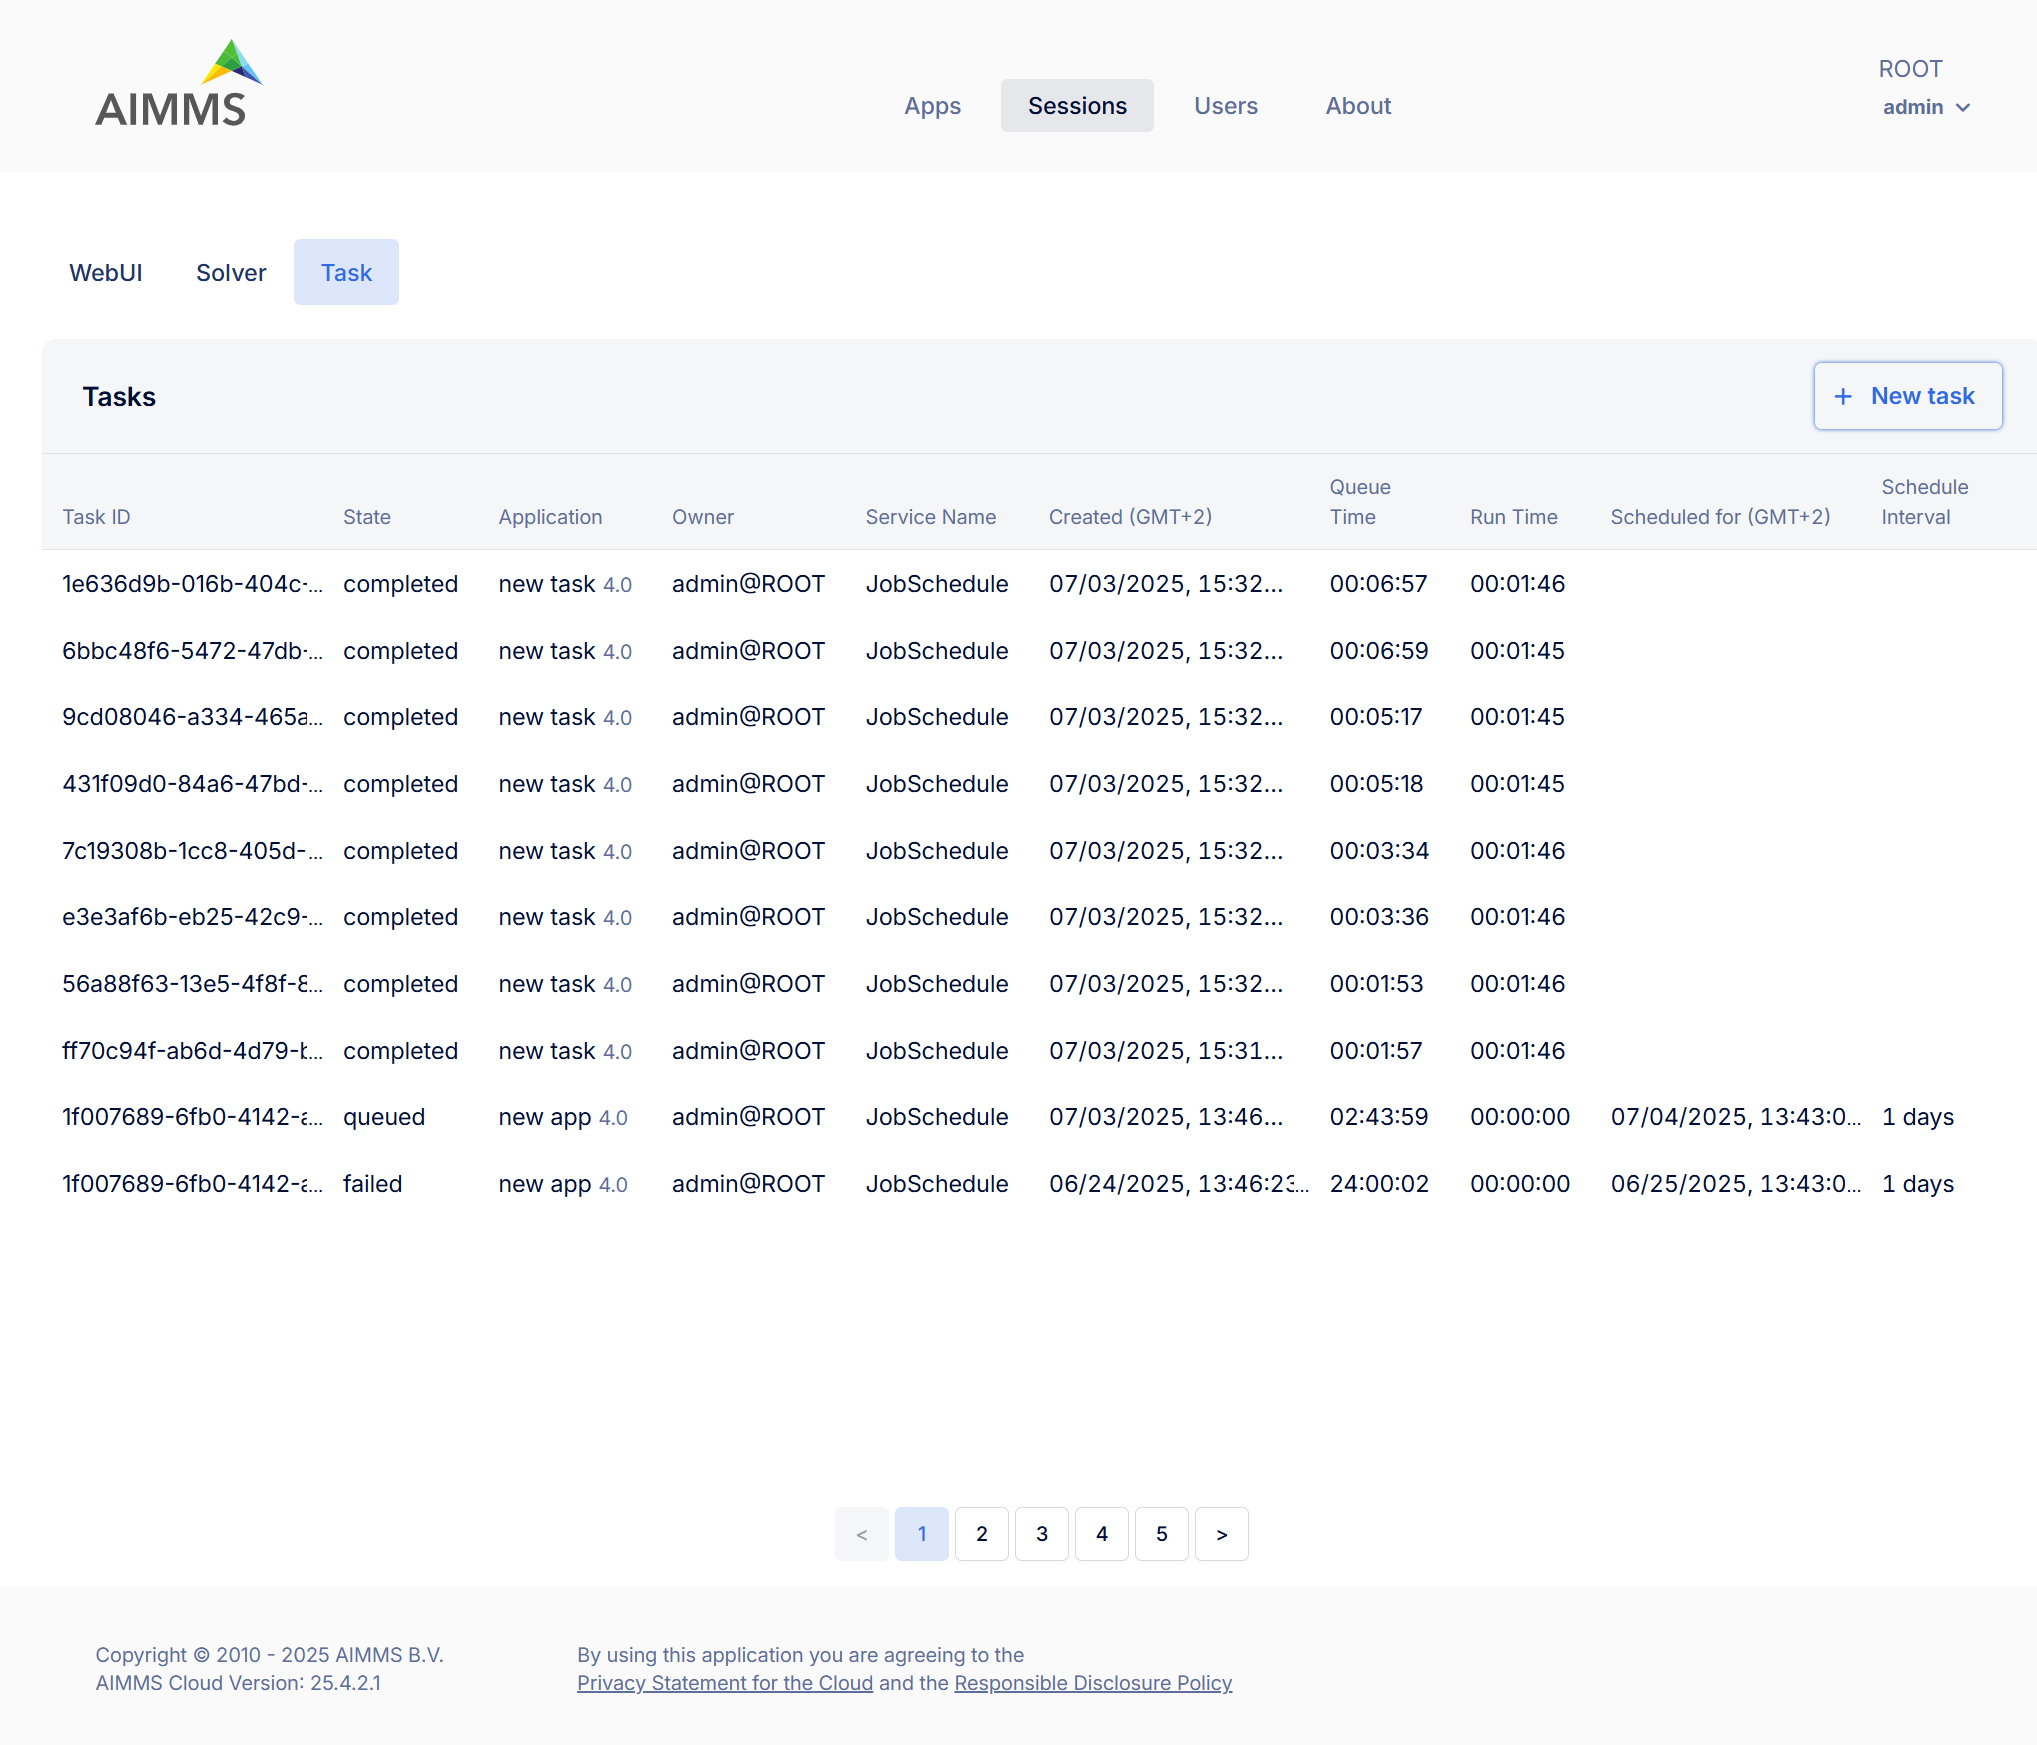 AIMMS
Apps Sessions Users About
ROOT
admin
WebUI Solver Task
Tasks
+ New task
Task ID State Application Owner Service Name Created (GMT+2) Queue Time Run Time Scheduled for (GMT+2) Schedule Interval
1e636d9b-016b-404c-... completed new task 4.0 admin@ROOT JobSchedule 07/03/2025, 15:32... 00:06:57 00:01:46
6bbc48f6-5472-47db-... completed new task 4.0 admin@ROOT JobSchedule 07/03/2025, 15:32... 00:06:59 00:01:45
9cd08046-a334-465a... completed new task 4.0 admin@ROOT JobSchedule 07/03/2025, 15:32... 00:05:17 00:01:45
431f09d0-84a6-47bd-... completed new task 4.0 admin@ROOT JobSchedule 07/03/2025, 15:32... 00:05:18 00:01:45
7c19308b-1cc8-405d-... completed new task 4.0 admin@ROOT JobSchedule 07/03/2025, 15:32... 00:03:34 00:01:46
e3e3af6b-eb25-42c9-... completed new task 4.0 admin@ROOT JobSchedule 07/03/2025, 15:32... 00:03:36 00:01:46
56a88f63-13e5-4f8f-8... completed new task 4.0 admin@ROOT JobSchedule 07/03/2025, 15:32... 00:01:53 00:01:46
ff70c94f-ab6d-4d79-b... completed new task 4.0 admin@ROOT JobSchedule 07/03/2025, 15:31... 00:01:57 00:01:46
1f007689-6fb0-4142-a... queued new app 4.0 admin@ROOT JobSchedule 07/03/2025, 13:46... 02:43:59 00:00:00 07/04/2025, 13:43:0... 1 days
1f007689-6fb0-4142-a... failed new app 4.0 admin@ROOT JobSchedule 06/24/2025, 13:46:23... 24:00:02 00:00:00 06/25/2025, 13:43:0... 1 days
< 1 2 3 4 5 >
Copyright © 2010 - 2025 AIMMS B.V.
AIMMS Cloud Version: 25.4.2.1
By using this application you are agreeing to the
Privacy Statement for the Cloud and the Responsible Disclosure Policy